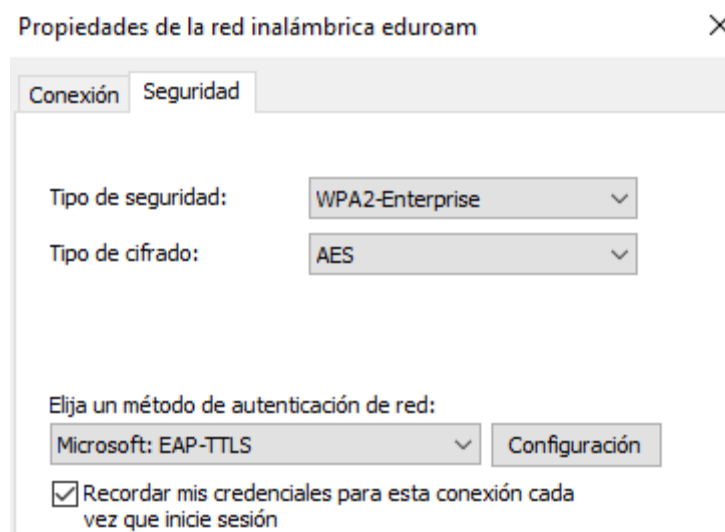 Propiedades de la red inalámbrica eduroam
Conexión
Seguridad
Tipo de seguridad:
WPA2-Enterprise
Tipo de cifrado:
AES
Elija un método de autenticación de red:
Microsoft: EAP-TTLS
Configuración
Recordar mis credenciales para esta conexión cada
vez que inicie sesión